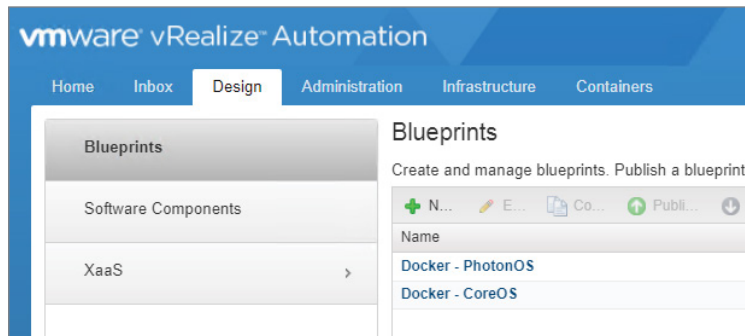 vmware® vRealize™ Automation
Home Inbox Design Administration Infrastructure Containers
Blueprints
Software Components
XaaS
Blueprints
Create and manage blueprints. Publish a blueprint
N... E... Co... Publi...
Name
Docker - PhotonOS
Docker - CoreOS